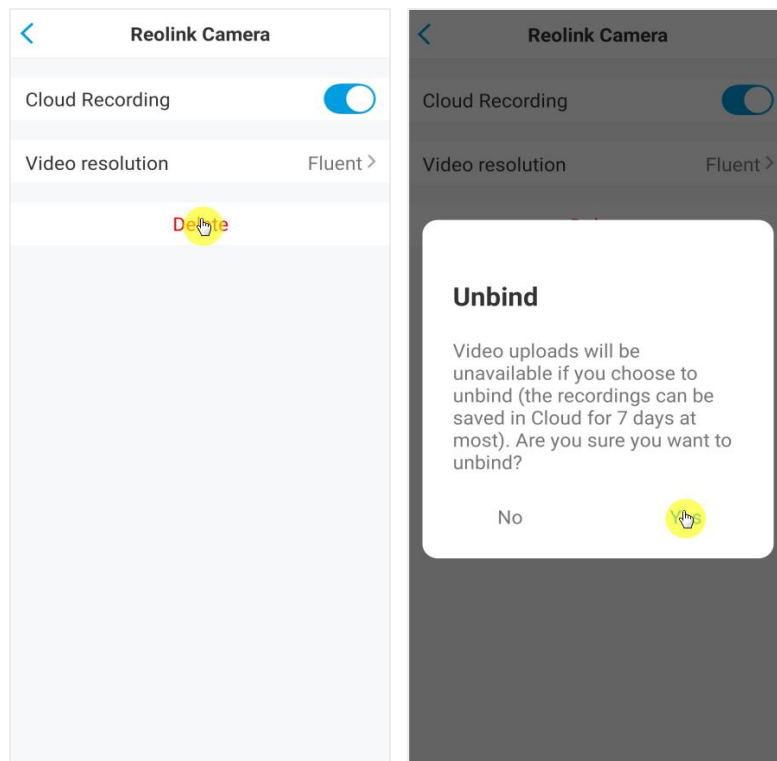 Reolink Camera
Cloud Recording
Video resolution Fluent
Delete
Reolink Camera
Cloud Recording
Video resolution Fluent
Unbind
Video uploads will be
unavailable if you choose to
unbind (the recordings can be
saved in Cloud for 7 days at
most). Are you sure you want to
unbind?
No Yes